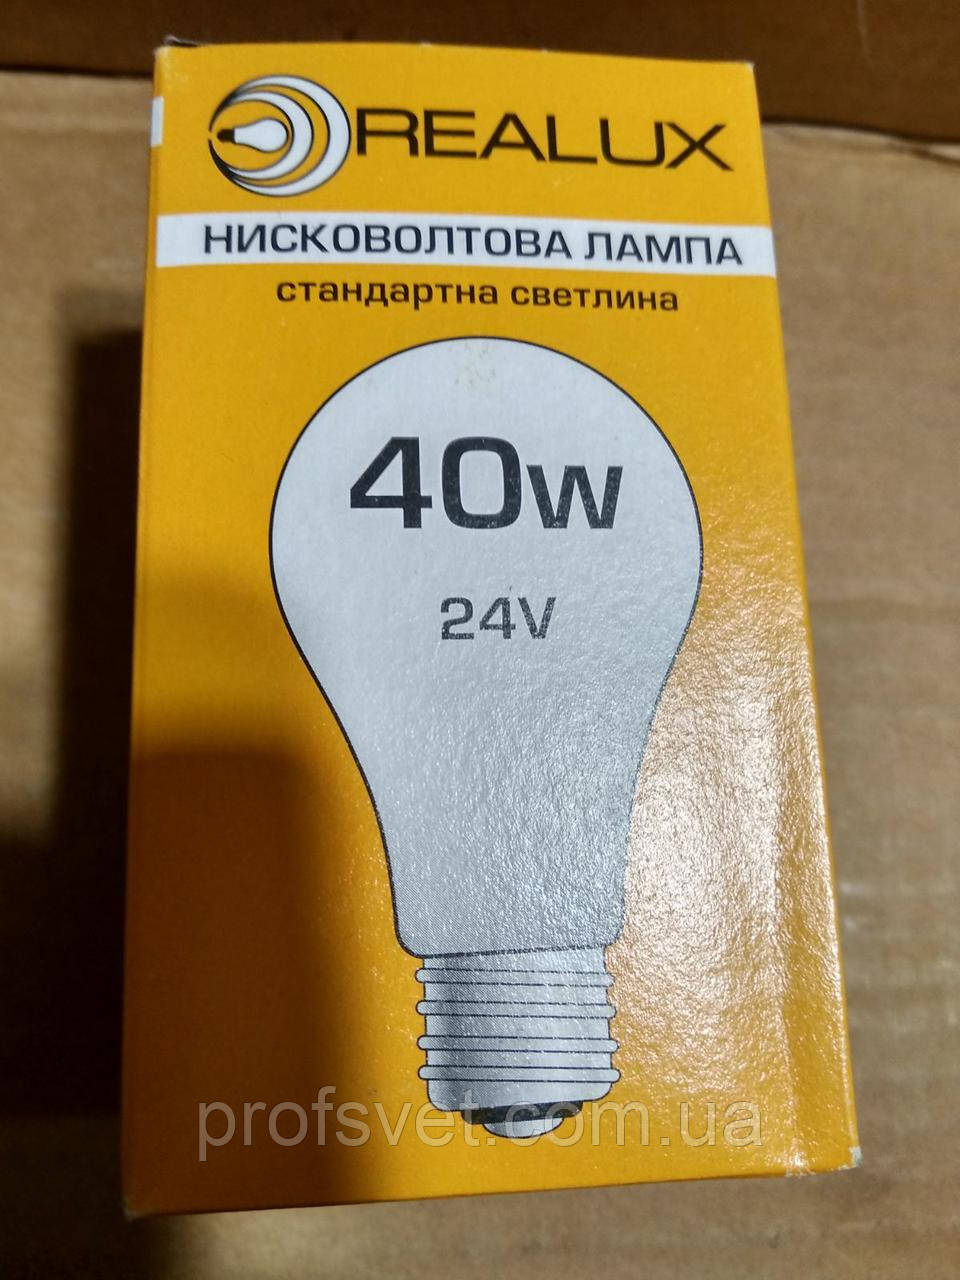 REALUX
НИСКОВОЛТОВА ЛАМПА
стандартна светлина
40w
24V
profsvet.com.ua